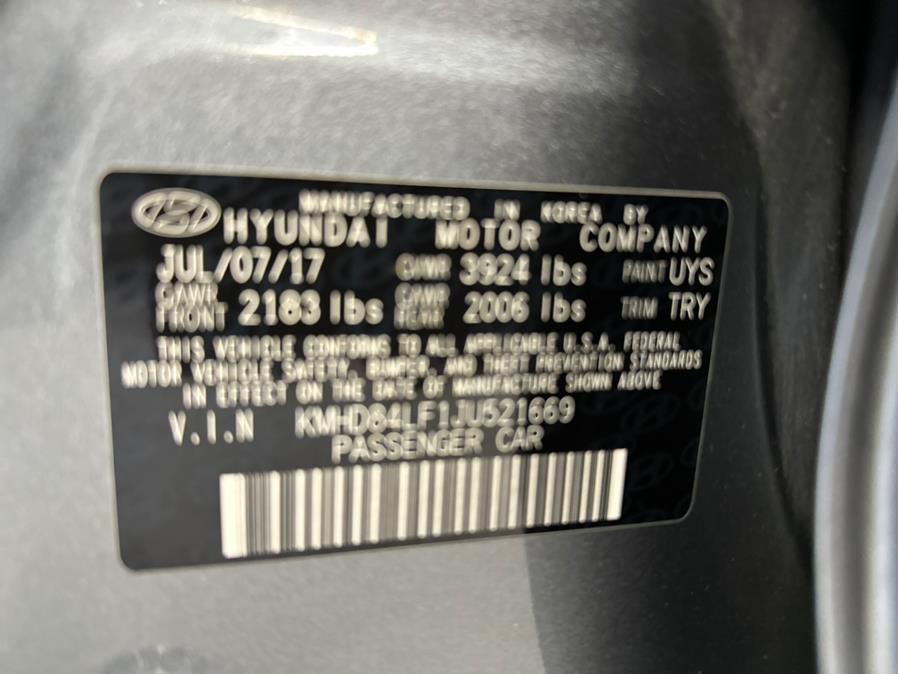 MANUFACTURED IN KOREA BY
HYUNDAI MOTOR COMPANY
JUL/07/17 GVWR 3924 lbs PAINT UYS
GAWR FRONT 2183 lbs GAWR REAR 2006 lbs TRIM TRY
THIS VEHICLE CONFORMS TO ALL APPLICABLE U.S.A. FEDERAL
MOTOR VEHICLE SAFETY, BUMPER, AND THEFT PREVENTION STANDARDS
IN EFFECT ON THE DATE OF MANUFACTURE SHOWN ABOVE
V.I.N KMHD84LF1JU521669
PASSENGER CAR